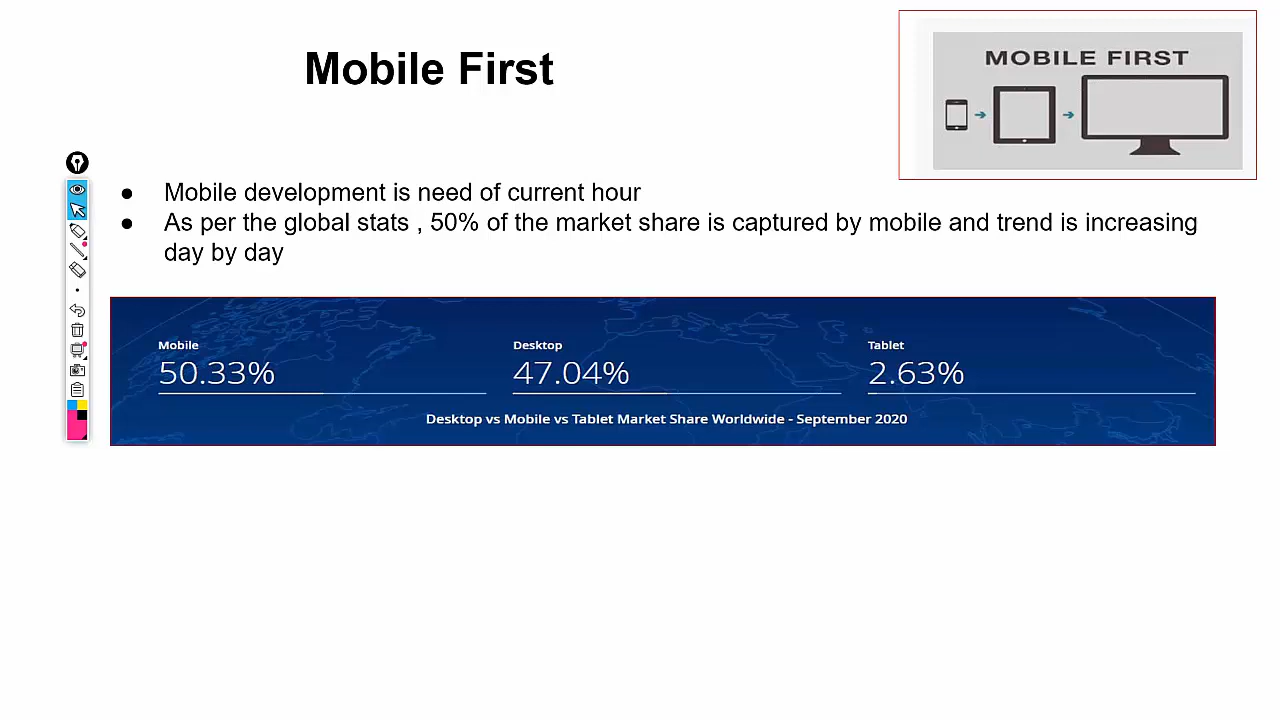 Mobile First
MOBILE FIRST
● Mobile development is need of current hour
● As per the global stats , 50% of the market share is captured by mobile and trend is increasing
day by day
Mobile
50.33%
Desktop
47.04%
Tablet
2.63%
Desktop vs Mobile vs Tablet Market Share Worldwide - September 2020